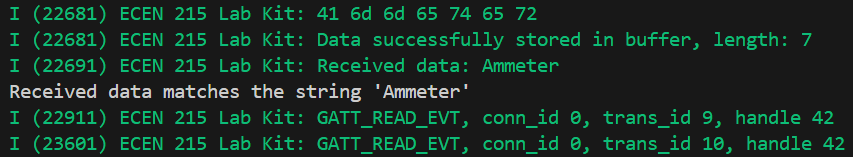 I (22681) ECEN 215 Lab Kit: 41 6d 6d 65 74 65 72
I (22681) ECEN 215 Lab Kit: Data successfully stored in buffer, length: 7
I (22691) ECEN 215 Lab Kit: Received data: Ammeter
Received data matches the string 'Ammeter'
I (22911) ECEN 215 Lab Kit: GATT_READ_EVT, conn_id 0, trans_id 9, handle 42
I (23601) ECEN 215 Lab Kit: GATT_READ_EVT, conn_id 0, trans_id 10, handle 42